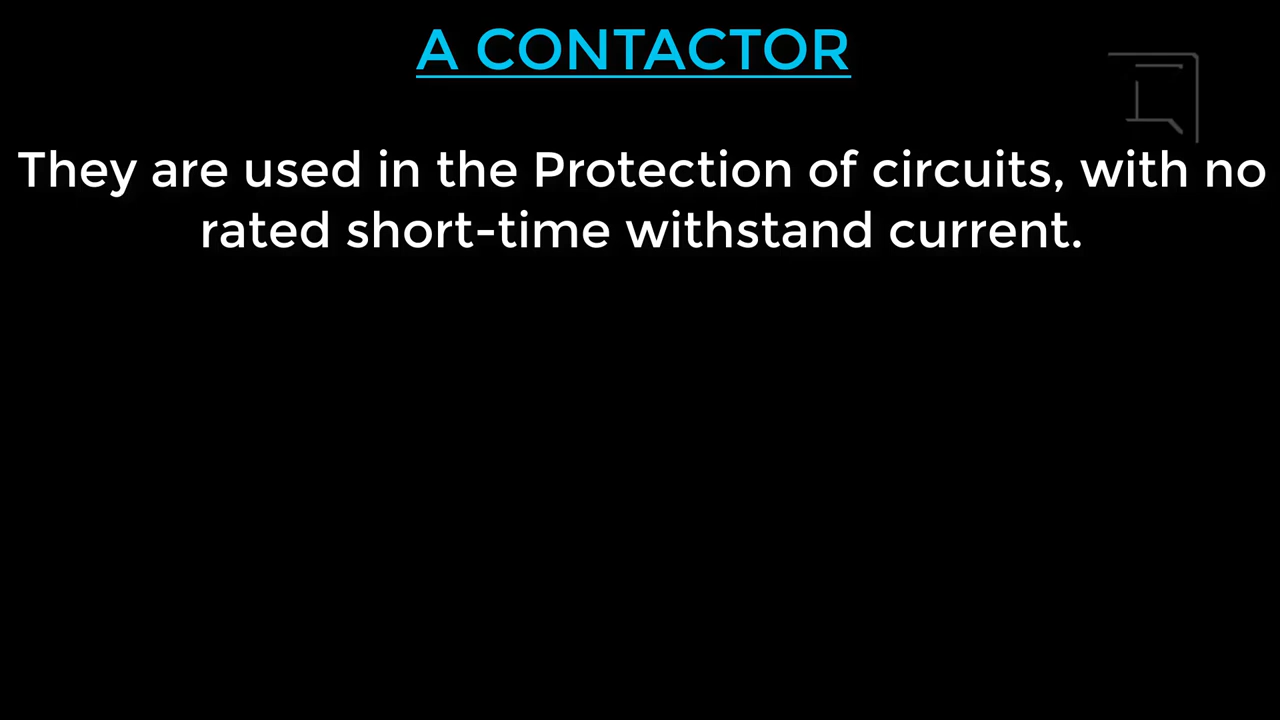 A CONTACTOR
They are used in the Protection of circuits, with no
rated short-time withstand current.